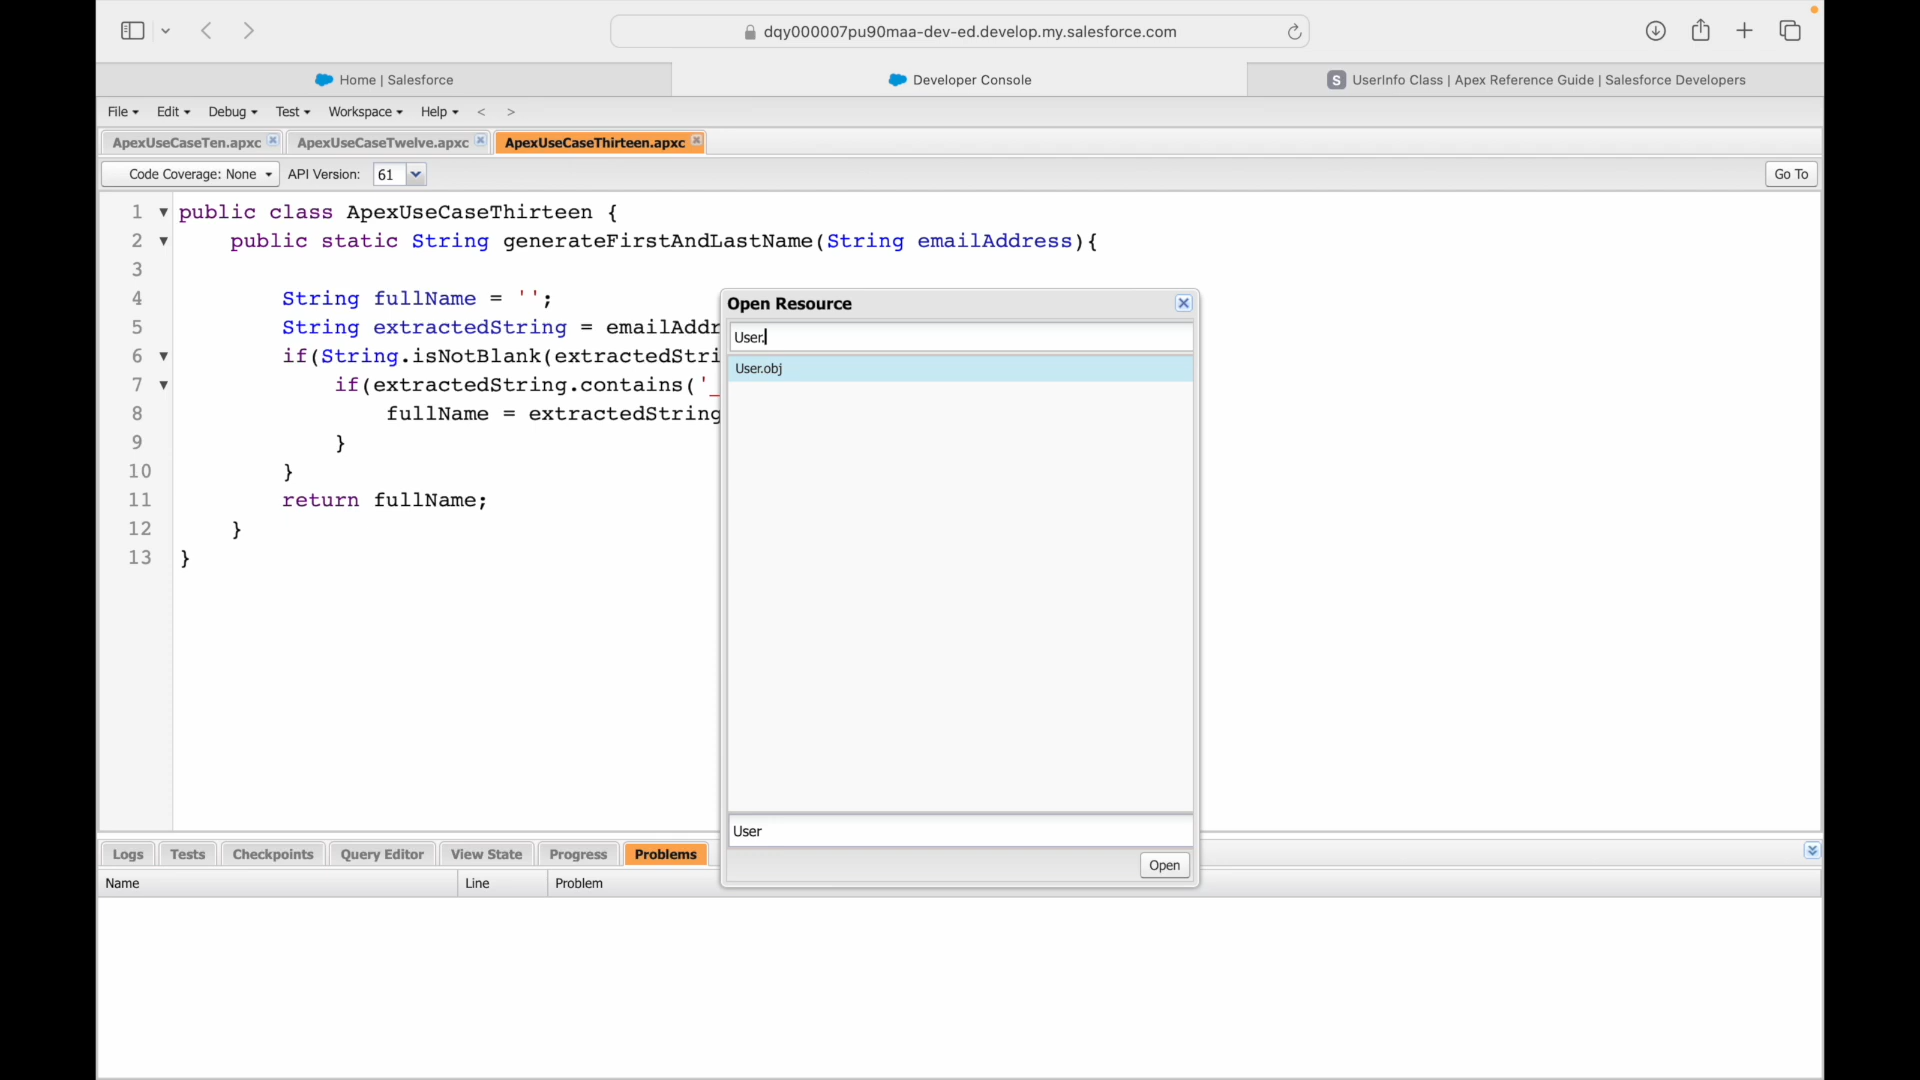 dqy000007pu90maa-dev-ed.develop.my.salesforce.com
Home | Salesforce
Developer Console
S UserInfo Class | Apex Reference Guide | Salesforce Developers
File Edit Debug Test Workspace Help < >
ApexUseCaseTen.apxc ApexUseCaseTwelve.apxc ApexUseCaseThirteen.apxc
Code Coverage: None API Version: 61 Go To
1 public class ApexUseCaseThirteen {
2 public static String generateFirstAndLastName(String emailAddress){
3
4 String fullName = '';
5 String extractedString = emailAddr
6 if(String.isNotBlank(extractedStri
7 if(extractedString.contains('_
8 fullName = extractedString
9 }
10 }
11 return fullName;
12 }
13 }
Open Resource
User.
User.obj
User
Open
Logs Tests Checkpoints Query Editor View State Progress Problems
Name Line Problem